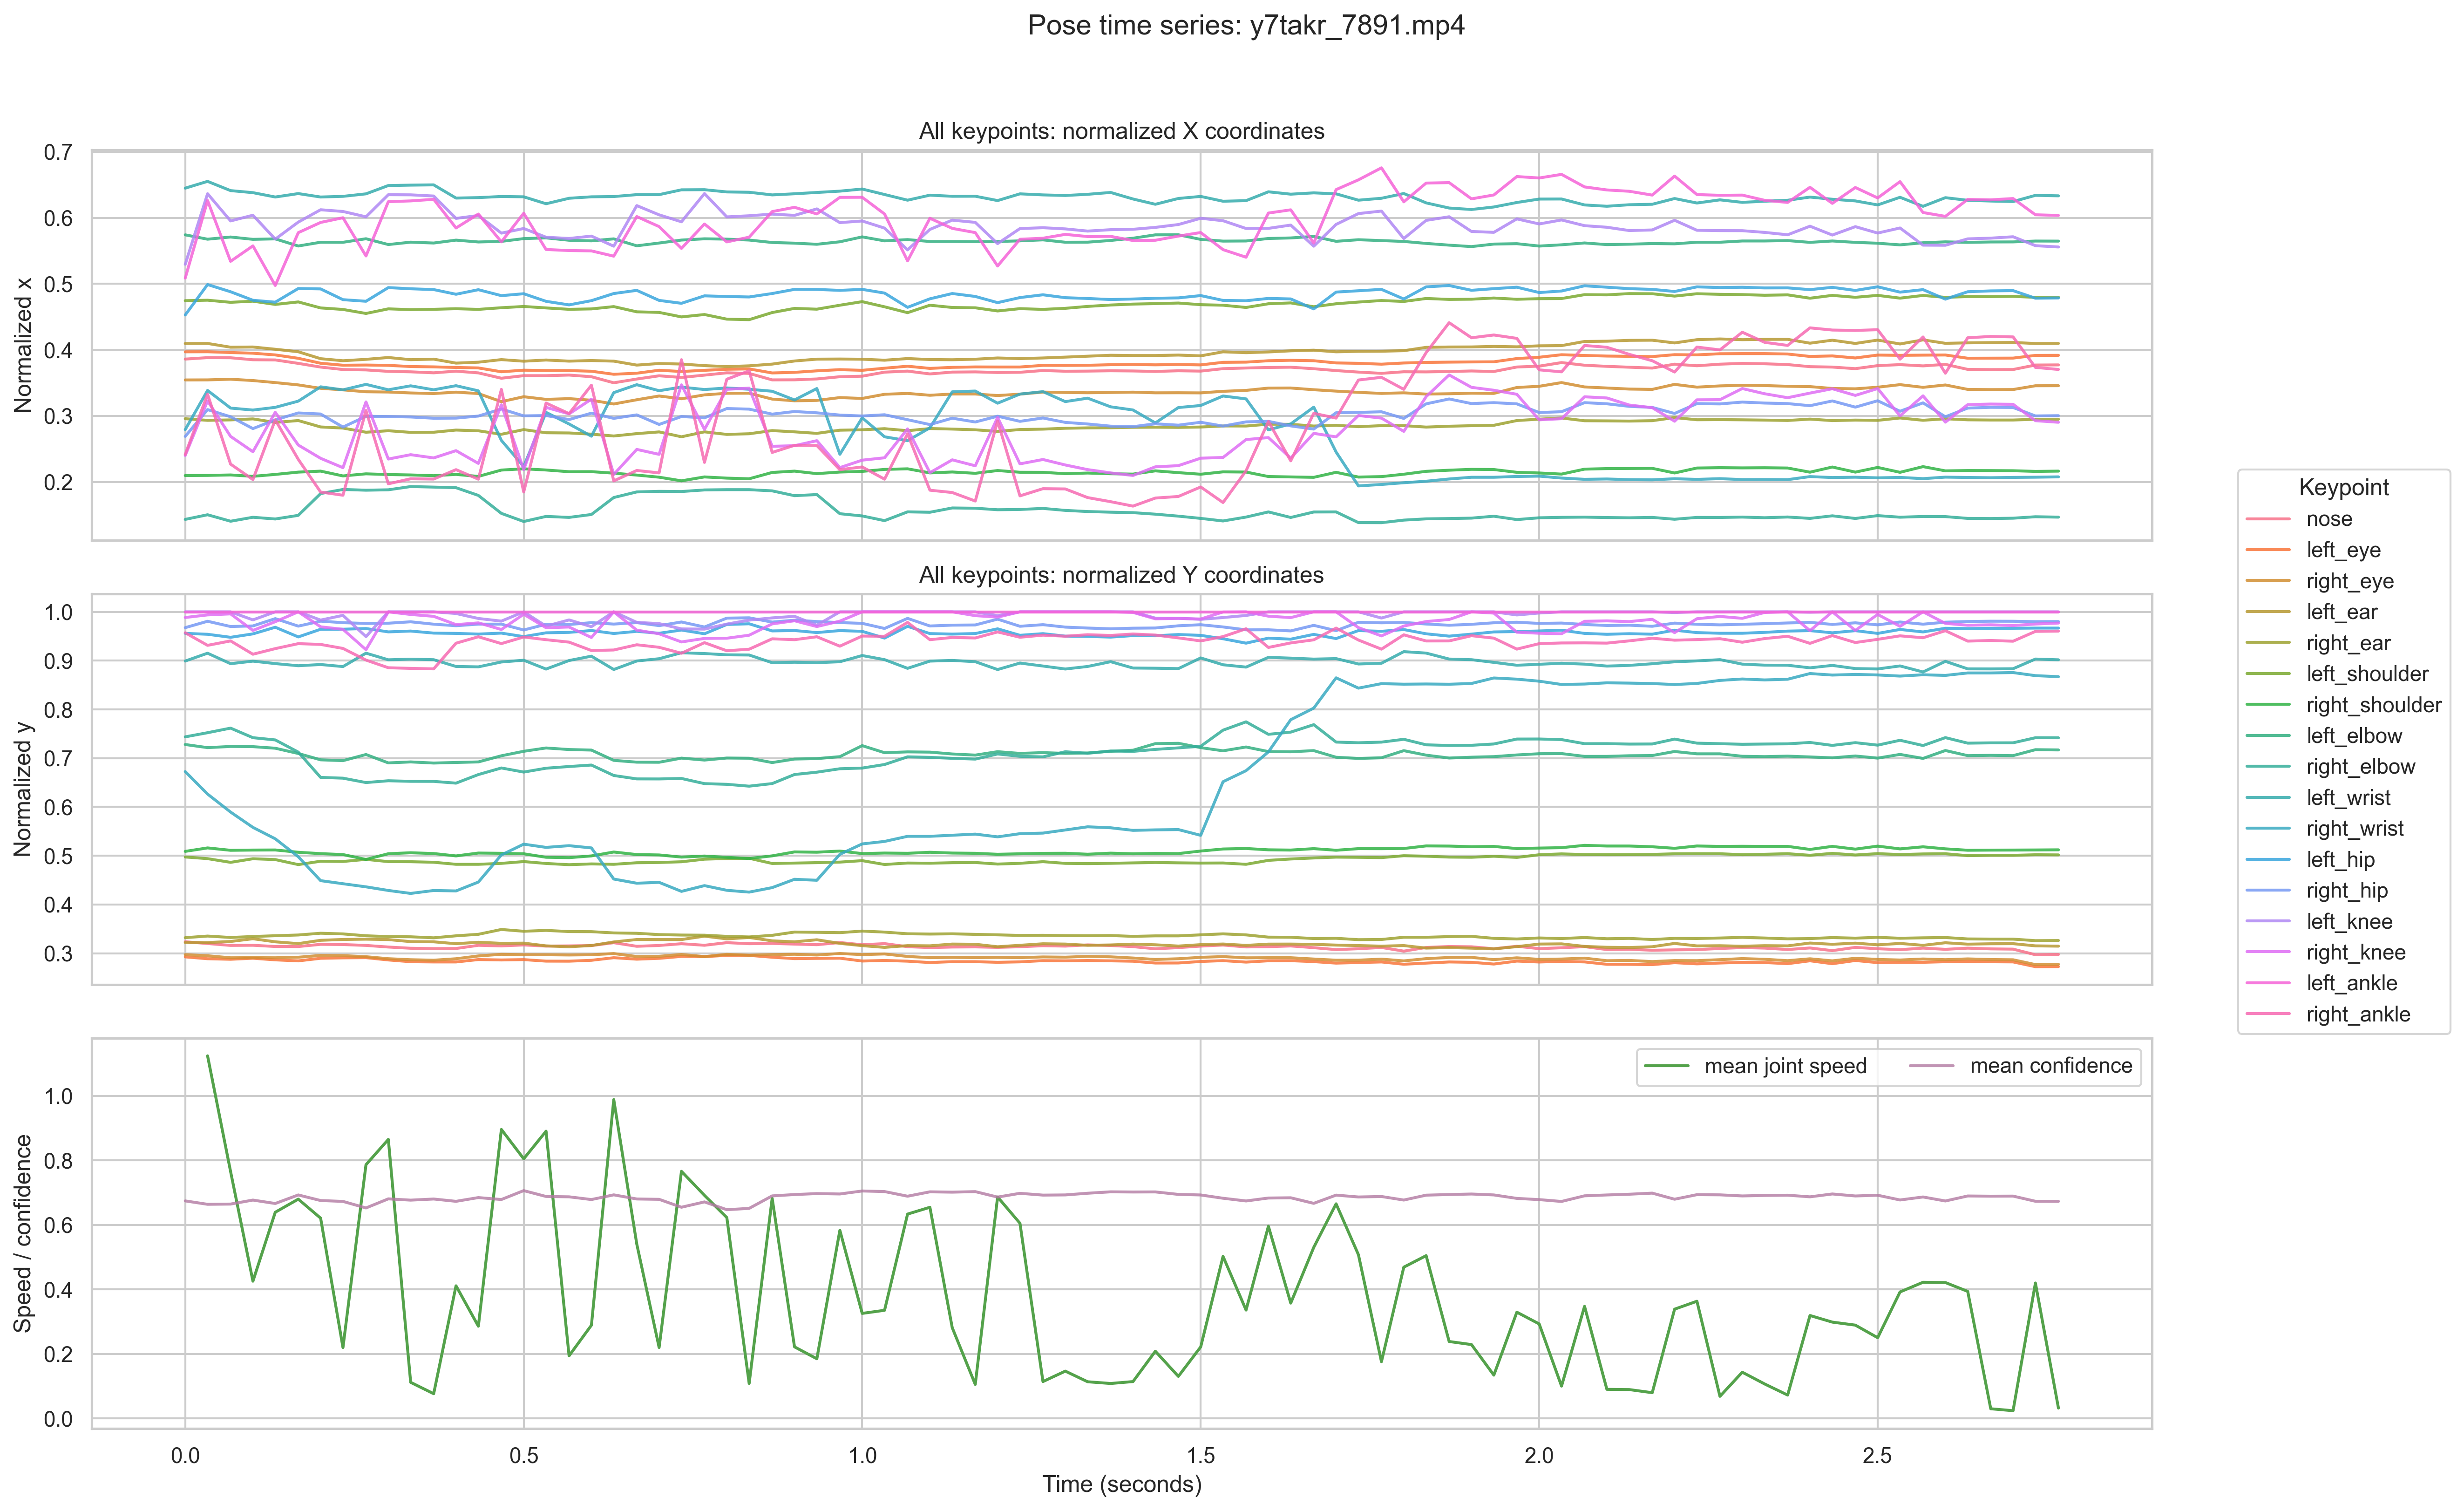 Pose time series: y7takr_7891.mp4
All keypoints: normalized X coordinates
Normalized x
0.7
0.6
0.5
0.4
0.3
0.2
All keypoints: normalized Y coordinates
Normalized y
1.0
0.9
0.8
0.7
0.6
0.5
0.4
0.3
Keypoint
nose
left_eye
right_eye
left_ear
right_ear
left_shoulder
right_shoulder
left_elbow
right_elbow
left_wrist
right_wrist
left_hip
right_hip
left_knee
right_knee
left_ankle
right_ankle
mean joint speed
mean confidence
Speed / confidence
1.0
0.8
0.6
0.4
0.2
0.0
0.0
0.5
1.0
1.5
2.0
2.5
Time (seconds)